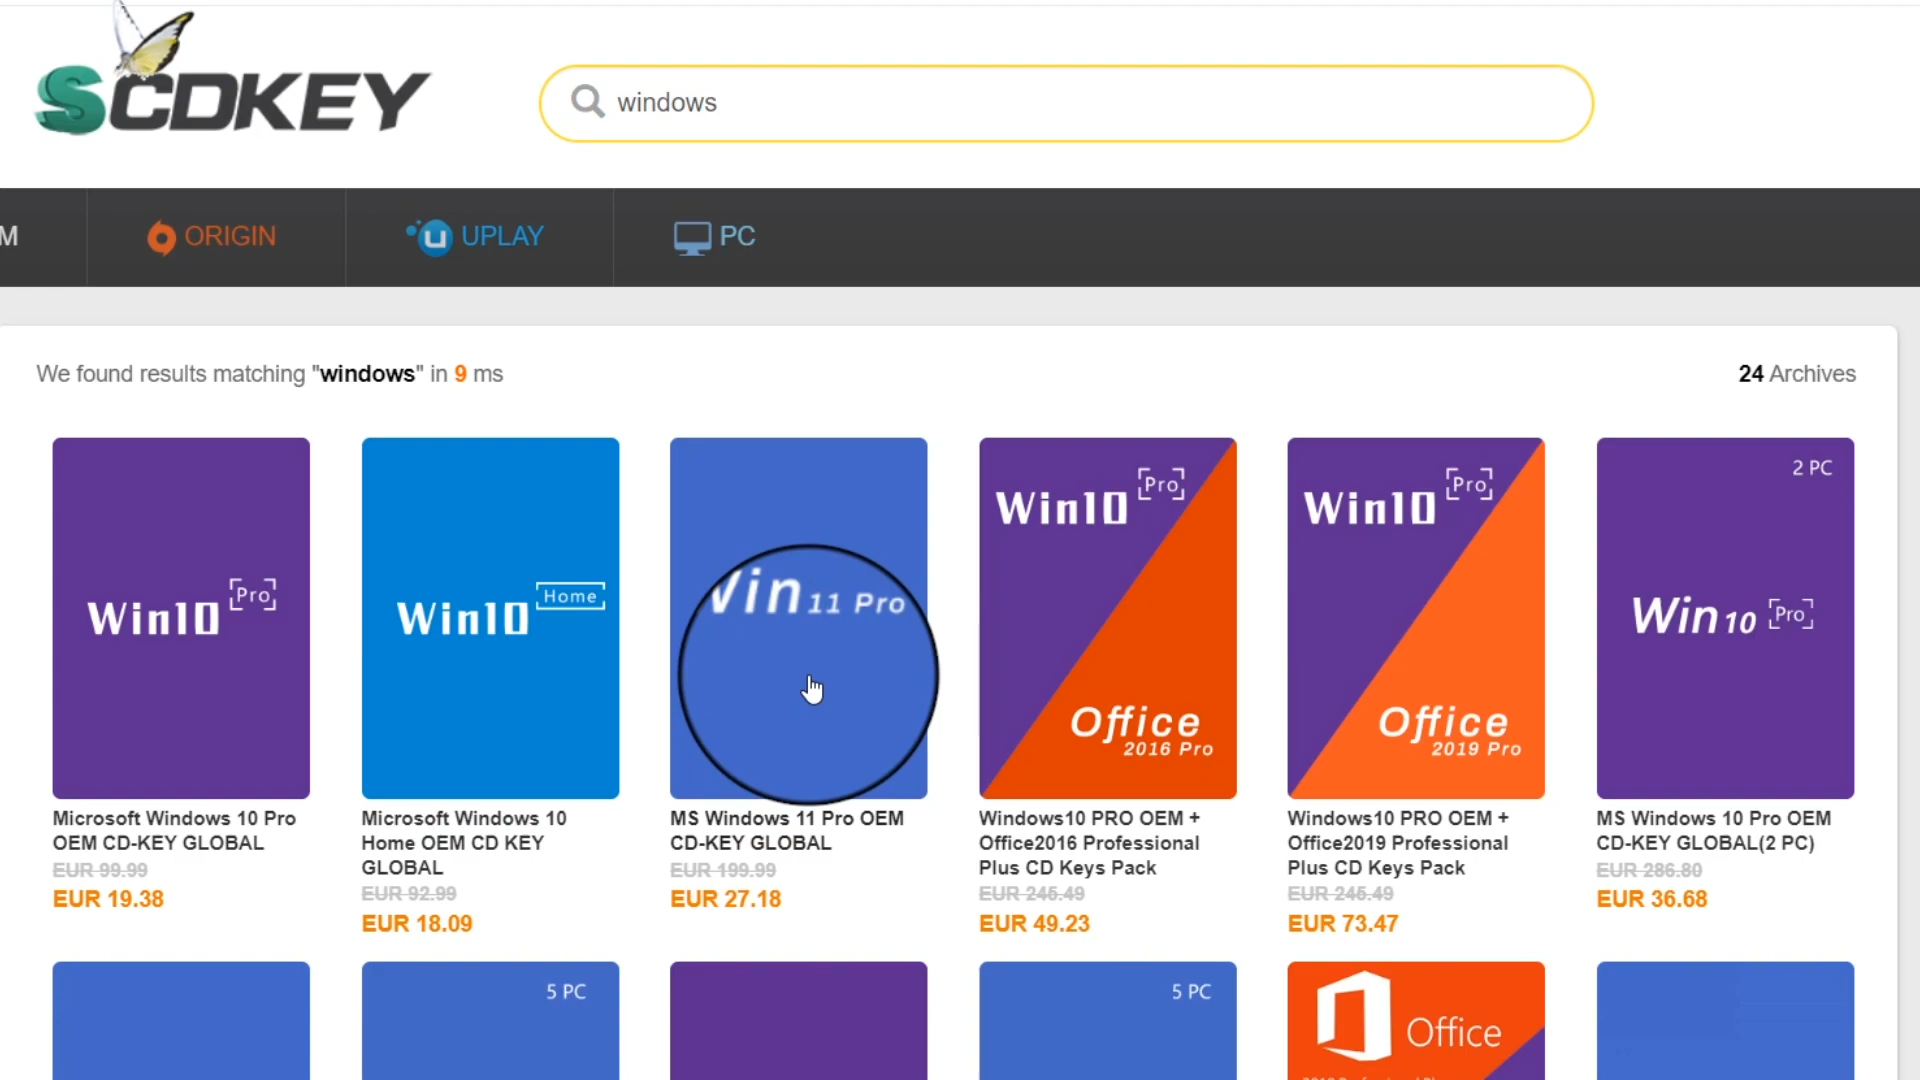 SCDKEY
windows
M
ORIGIN
UPLAY
PC
We found results matching "windows" in 9 ms
24 Archives
Win10 [Pro]
Win10 Home
Win 11 Pro
Win10 [Pro]
Office
2016 Pro
Win10 [Pro]
Office
2019 Pro
2 PC
Win 10 [Pro]
Microsoft Windows 10 Pro
OEM CD-KEY GLOBAL
EUR 99.99
EUR 19.38
Microsoft Windows 10
Home OEM CD KEY
GLOBAL
EUR 92.99
EUR 18.09
MS Windows 11 Pro OEM
CD-KEY GLOBAL
EUR 199.99
EUR 27.18
Windows10 PRO OEM +
Office2016 Professional
Plus CD Keys Pack
EUR 245.49
EUR 49.23
Windows10 PRO OEM +
Office2019 Professional
Plus CD Keys Pack
EUR 245.49
EUR 73.47
MS Windows 10 Pro OEM
CD-KEY GLOBAL(2 PC)
EUR 286.80
EUR 36.68
5 PC
5 PC
Office